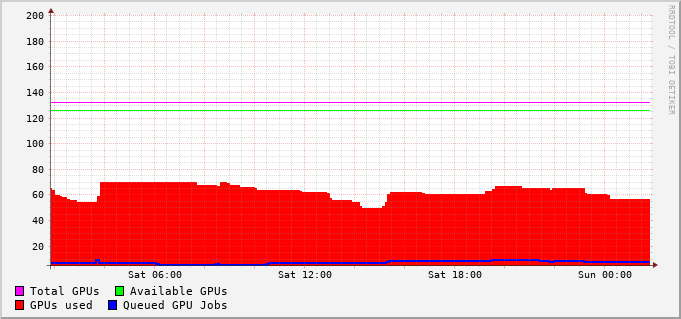 200
180
160
140
120
100
80
60
40
20
Sat 06:00 Sat 12:00 Sat 18:00 Sun 00:00
Total GPUs Available GPUs
GPUs used Queued GPU Jobs
RRDTOOL / TOBI OETIKER